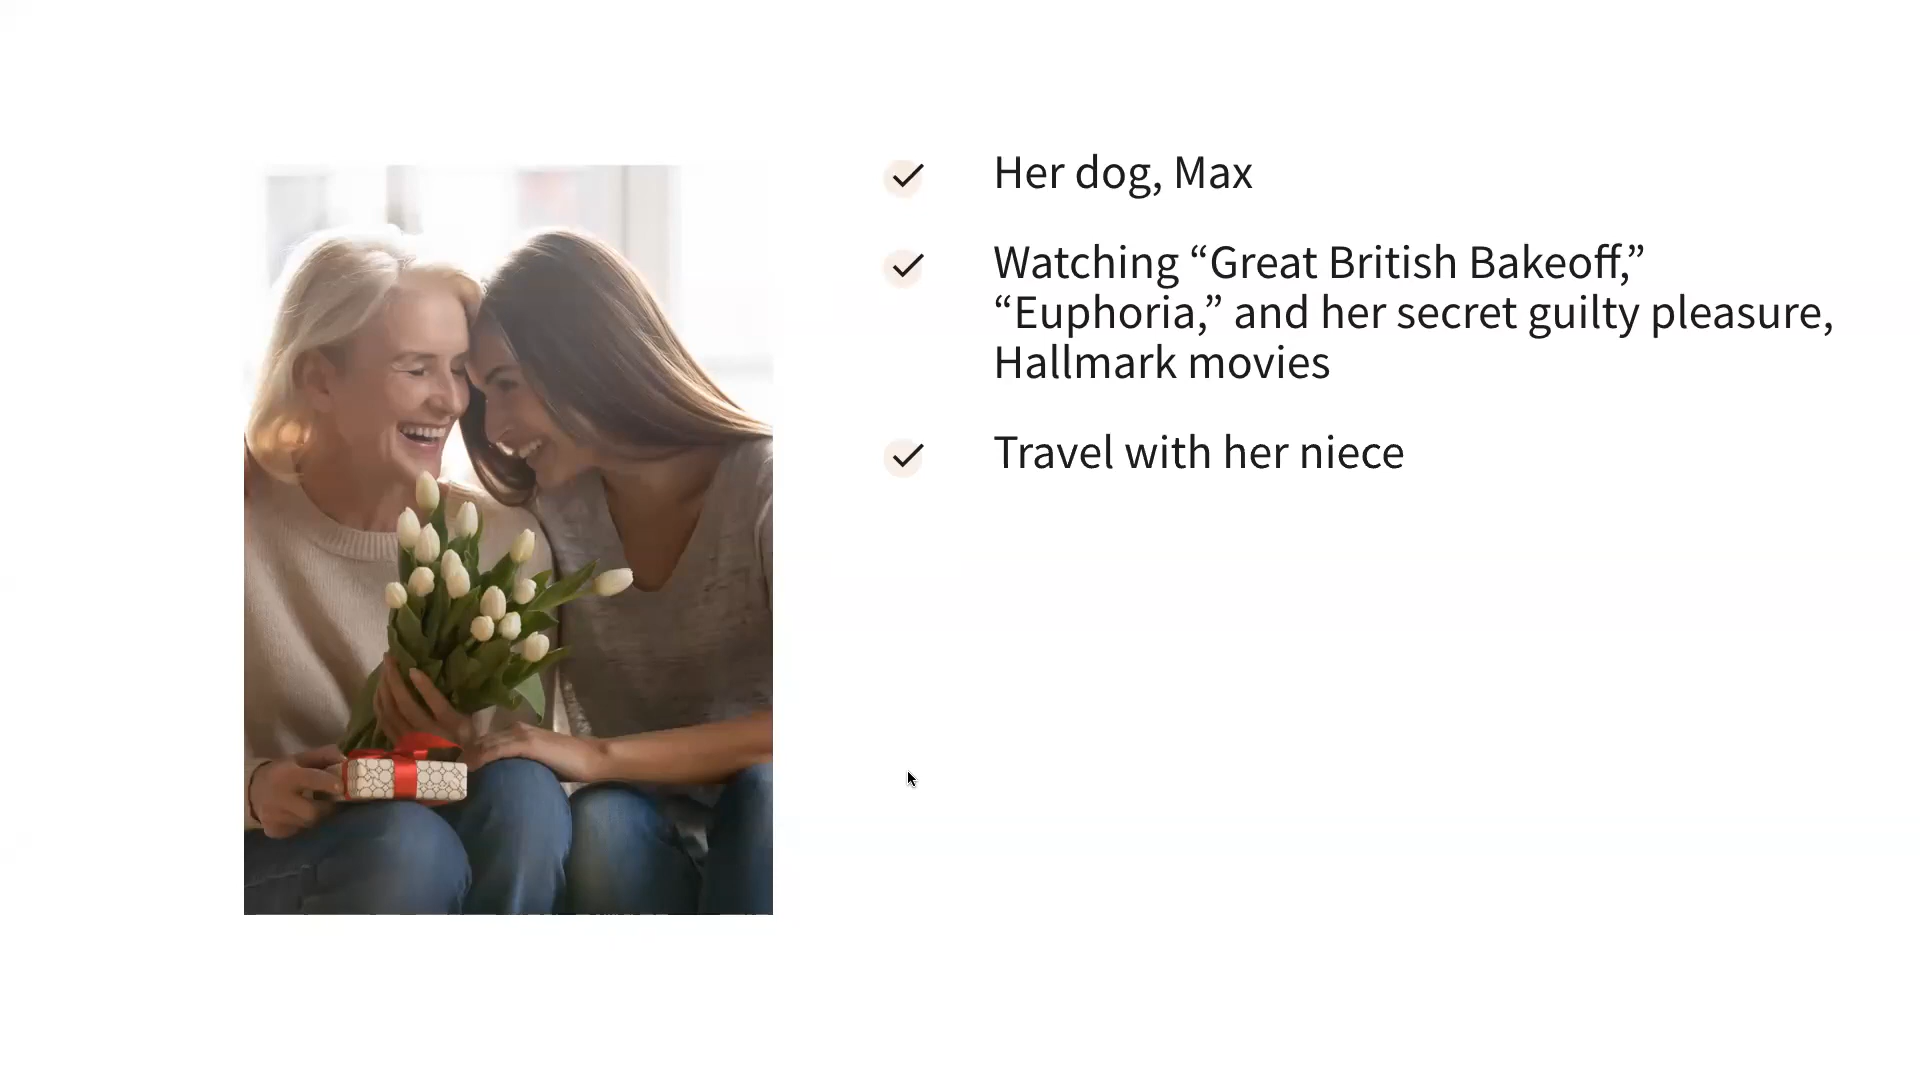 Her dog, Max
Watching “Great British Bakeoff,”
“Euphoria,” and her secret guilty pleasure,
Hallmark movies
Travel with her niece